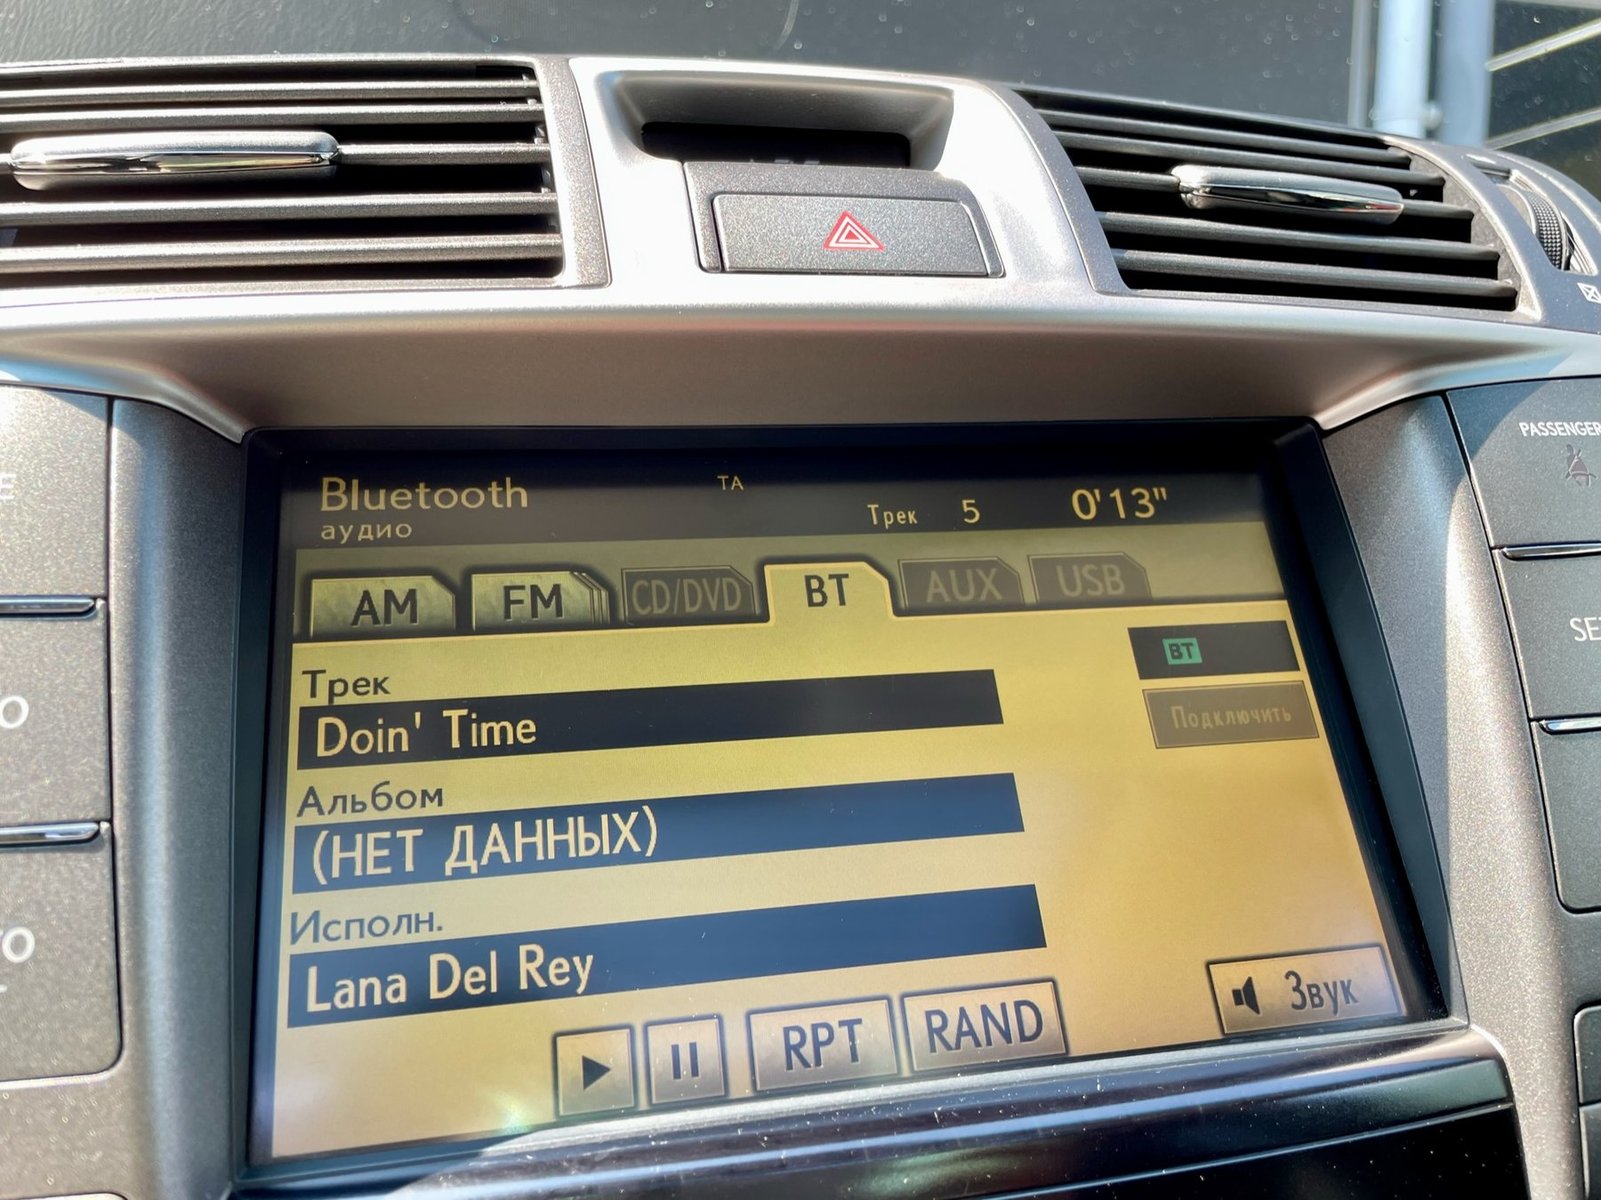 PASSENGER
Bluetooth
аудио
TA
Трек 5 0'13"
AM FM CD/DVD BT AUX USB
BT
Трек
Doin' Time
Подключить
Альбом
(НЕТ ДАННЫХ)
Исполн.
Lana Del Rey
RPT RAND
Звук